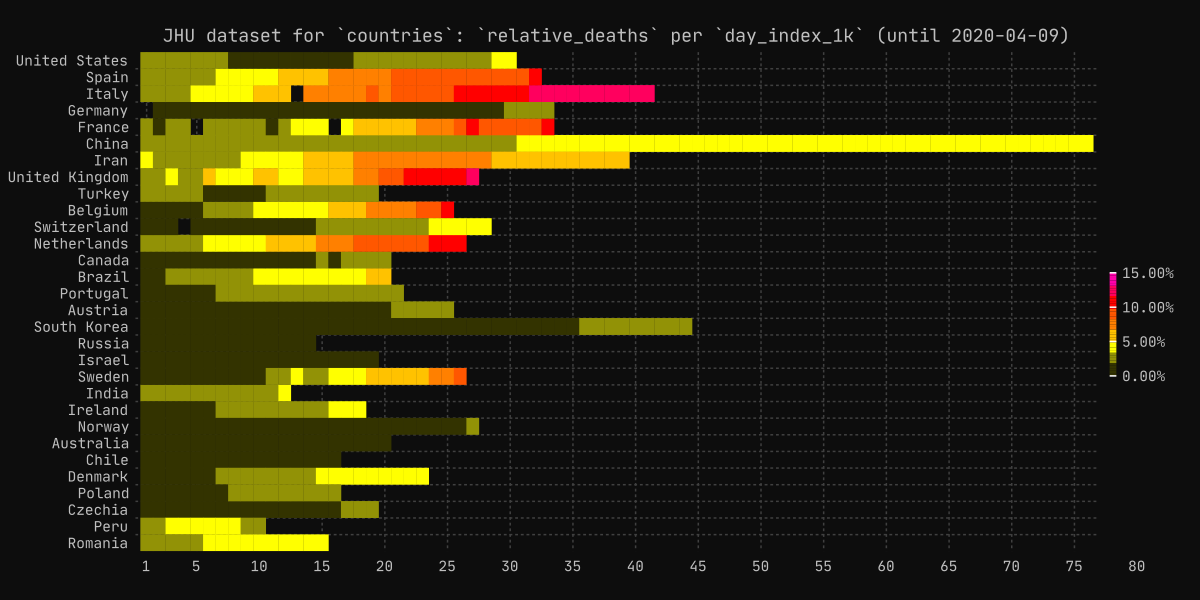 JHU dataset for `countries`: `relative_deaths` per `day_index_1k` (until 2020-04-09)
United States
Spain
Italy
Germany
France
China
Iran
United Kingdom
Turkey
Belgium
Switzerland
Netherlands
Canada
Brazil
Portugal
Austria
South Korea
Russia
Israel
Sweden
India
Ireland
Norway
Australia
Chile
Denmark
Poland
Czechia
Peru
Romania
1 5 10 15 20 25 30 35 40 45 50 55 60 65 70 75 80
15.00%
10.00%
5.00%
0.00%